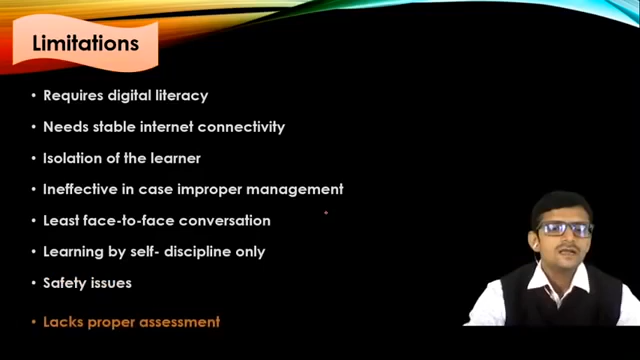 Limitations
• Requires digital literacy
• Needs stable internet connectivity
• Isolation of the learner
• Ineffective in case improper management
• Least face-to-face conversation
• Learning by self- discipline only
• Safety issues
• Lacks proper assessment